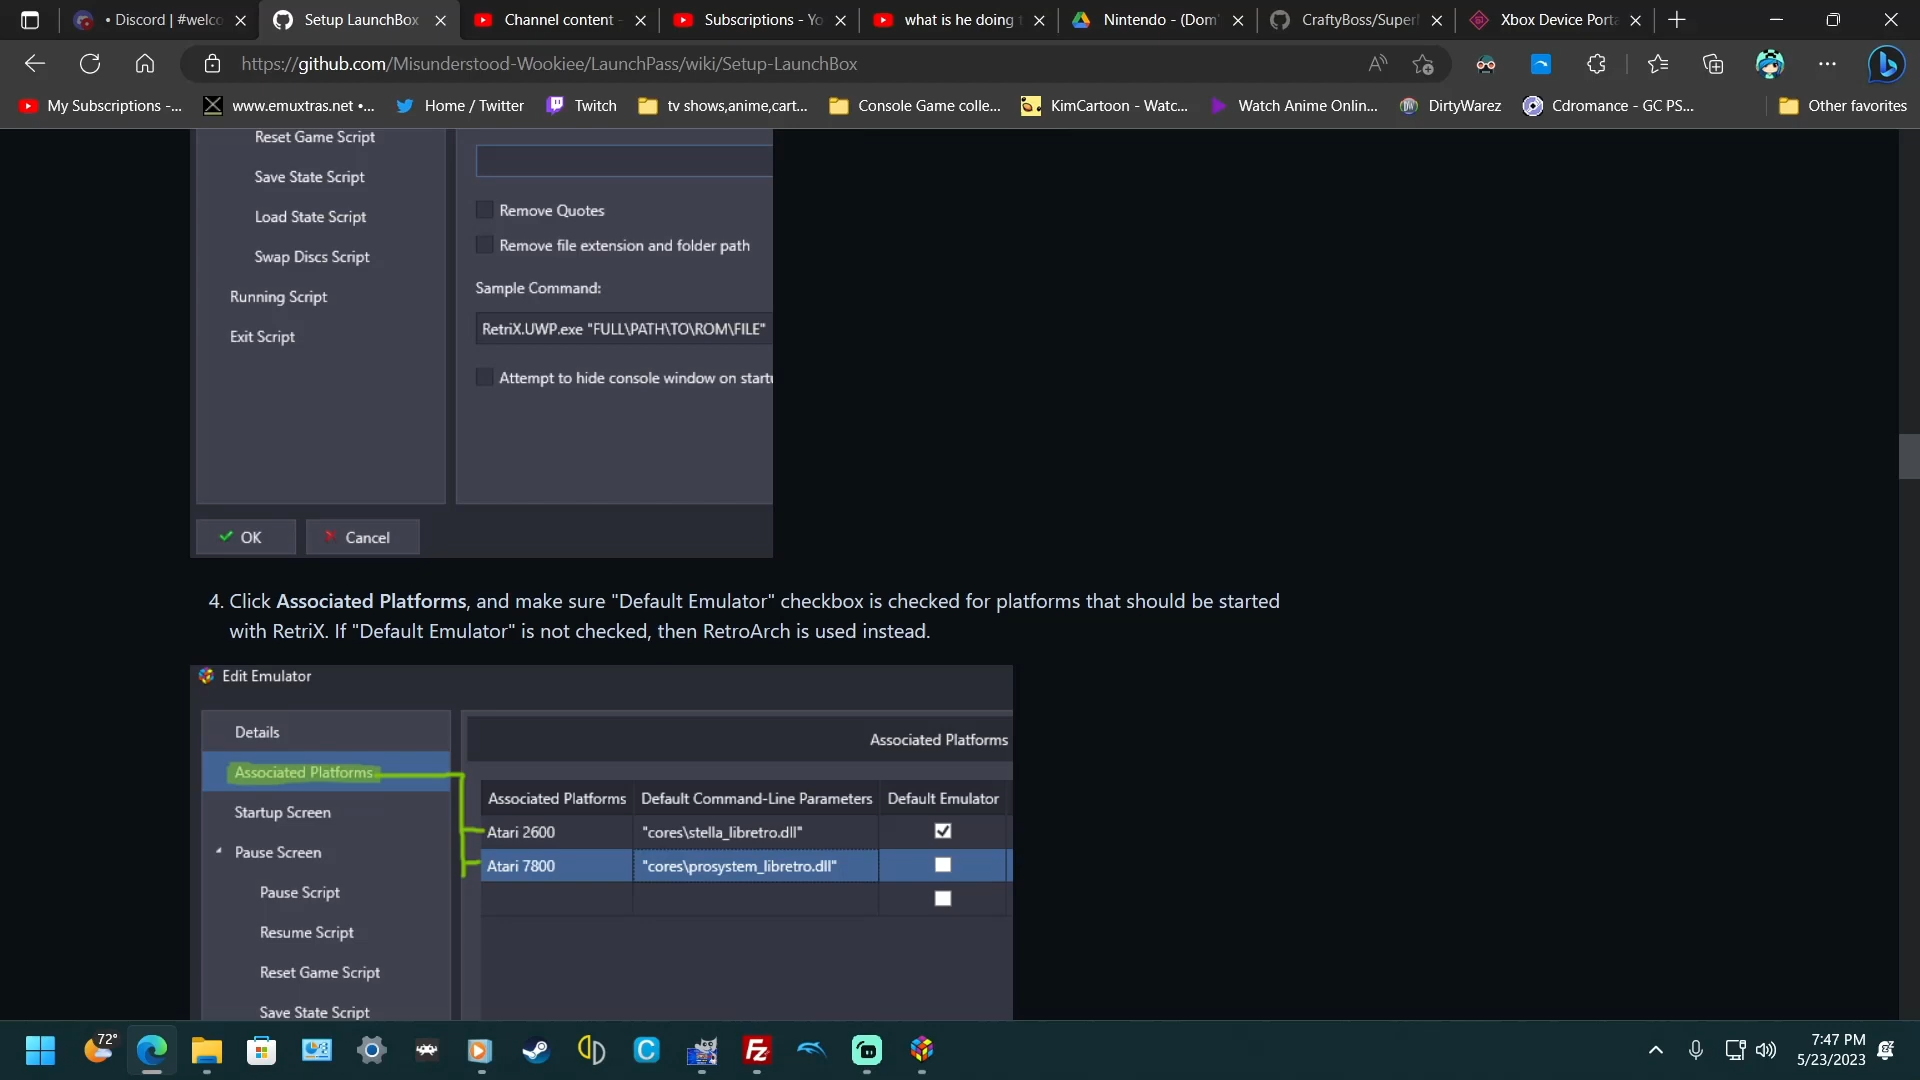 • Discord | #welco
Setup LaunchBox
Channel content -
Subscriptions - Yo
what is he doing
Nintendo - (Dom
CraftyBoss/Super
Xbox Device Porta
https://github.com/Misunderstood-Wookiee/LaunchPass/wiki/Setup-LaunchBox
My Subscriptions -...
www.emuxtras.net •...
Home / Twitter
Twitch
tv shows,anime,cart...
Console Game colle...
KimCartoon - Watc...
Watch Anime Onlin...
DirtyWarez
Cdromance - GC PS...
Other favorites
Reset Game Script
Save State Script
Load State Script
Swap Discs Script
Running Script
Exit Script
Remove Quotes
Remove file extension and folder path
Sample Command:
RetriX.UWP.exe "FULL\PATH\TO\ROM\FILE"
Attempt to hide console window on startu
OK
Cancel
4. Click Associated Platforms, and make sure "Default Emulator" checkbox is checked for platforms that should be started
with RetriX. If "Default Emulator" is not checked, then RetroArch is used instead.
Edit Emulator
Details
Associated Platforms
Startup Screen
Pause Screen
Pause Script
Resume Script
Reset Game Script
Save State Script
Associated Platforms
Associated Platforms Default Command-Line Parameters Default Emulator
Atari 2600 "cores\stella_libretro.dll"
Atari 7800 "cores\prosystem_libretro.dll"
72°
7:47 PM
5/23/2023